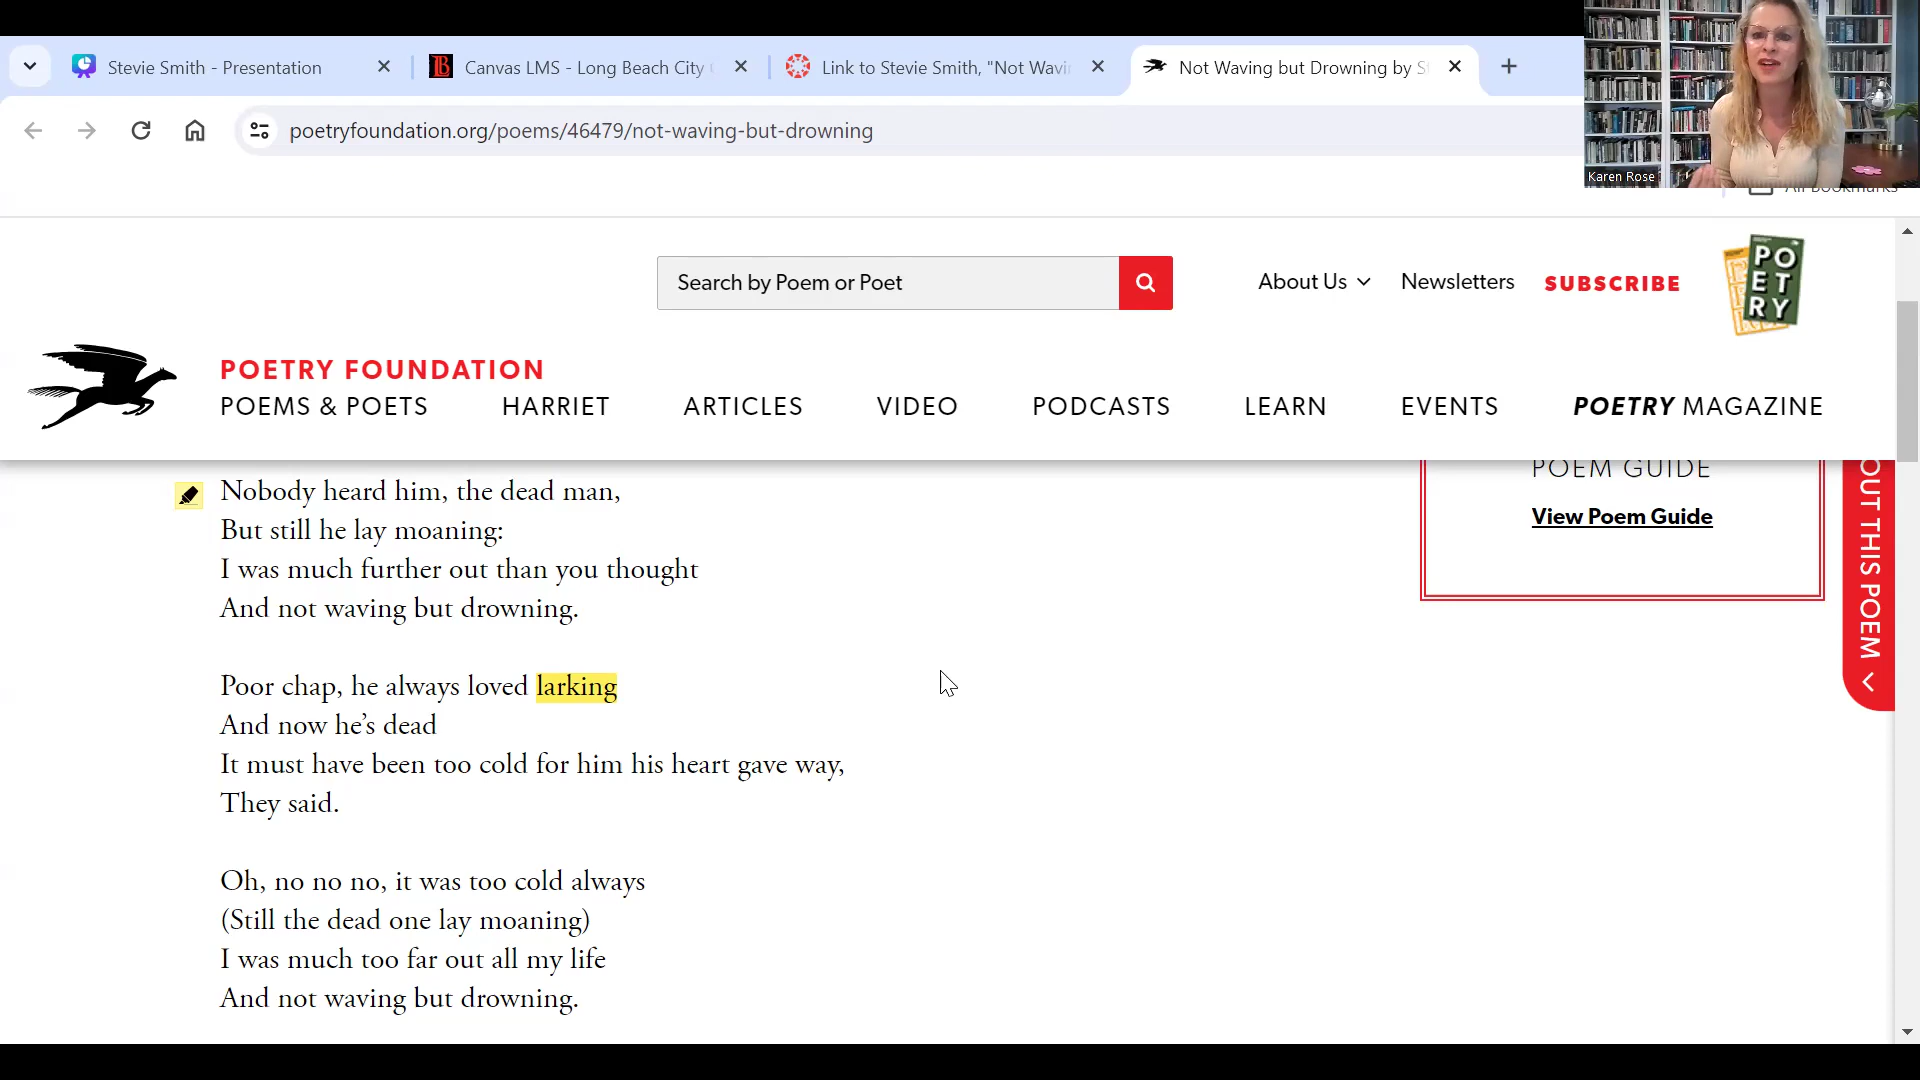 Stevie Smith - Presentation
Canvas LMS - Long Beach City
Link to Stevie Smith, "Not Wavi
Not Waving but Drowning by S
poetryfoundation.org/poems/46479/not-waving-but-drowning
Karen Rose
All Bookmarks
Search by Poem or Poet
About Us
Newsletters
SUBSCRIBE
PO
ET
RY
POETRY FOUNDATION
POEMS & POETS
HARRIET
ARTICLES
VIDEO
PODCASTS
LEARN
EVENTS
POETRY MAGAZINE
Nobody heard him, the dead man,
But still he lay moaning:
I was much further out than you thought
And not waving but drowning.
Poor chap, he always loved larking
And now he’s dead
It must have been too cold for him his heart gave way,
They said.
Oh, no no no, it was too cold always
(Still the dead one lay moaning)
I was much too far out all my life
And not waving but drowning.
POEM GUIDE
View Poem Guide
OUT THIS POEM